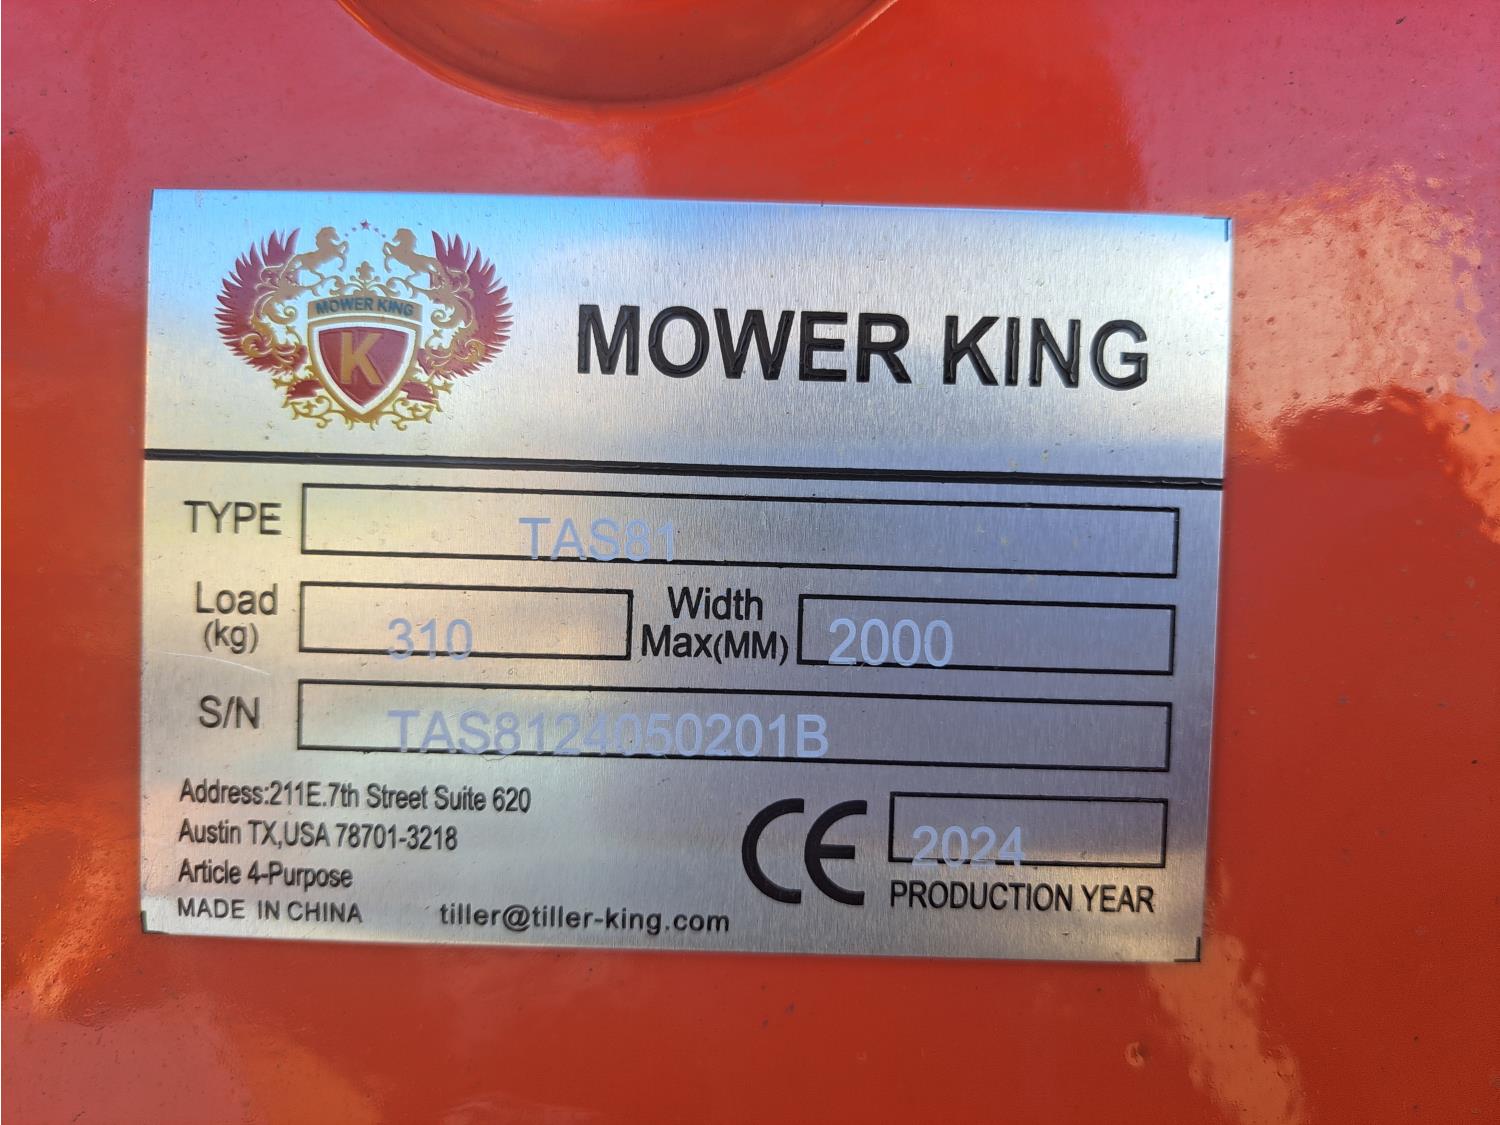 MOWER KING
K
MOWER KING
TYPE TAS81
Load (kg) 310 Width Max(MM) 2000
S/N TAS8124050201B
Address:211E.7th Street Suite 620
Austin TX,USA 78701-3218
Article 4-Purpose
MADE IN CHINA tiller@tiller-king.com
CE 2024
PRODUCTION YEAR